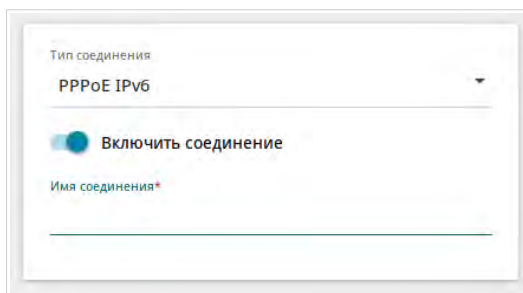 Тип соединения
PPPoE IPv6
Включить соединение
Имя соединения*